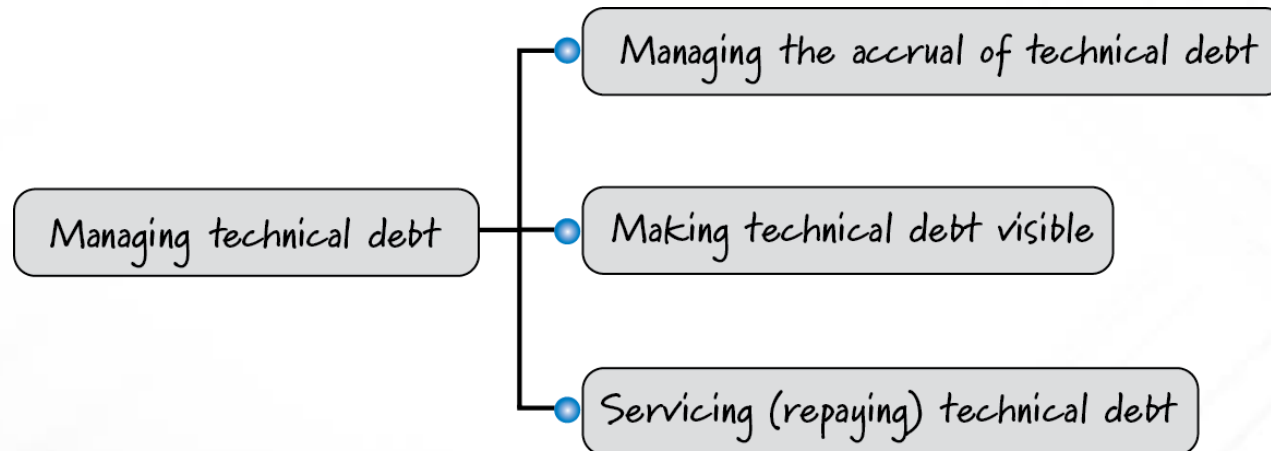 Managing the accrual of technical debt
Managing technical debt
Making technical debt visible
Servicing (repaying) technical debt